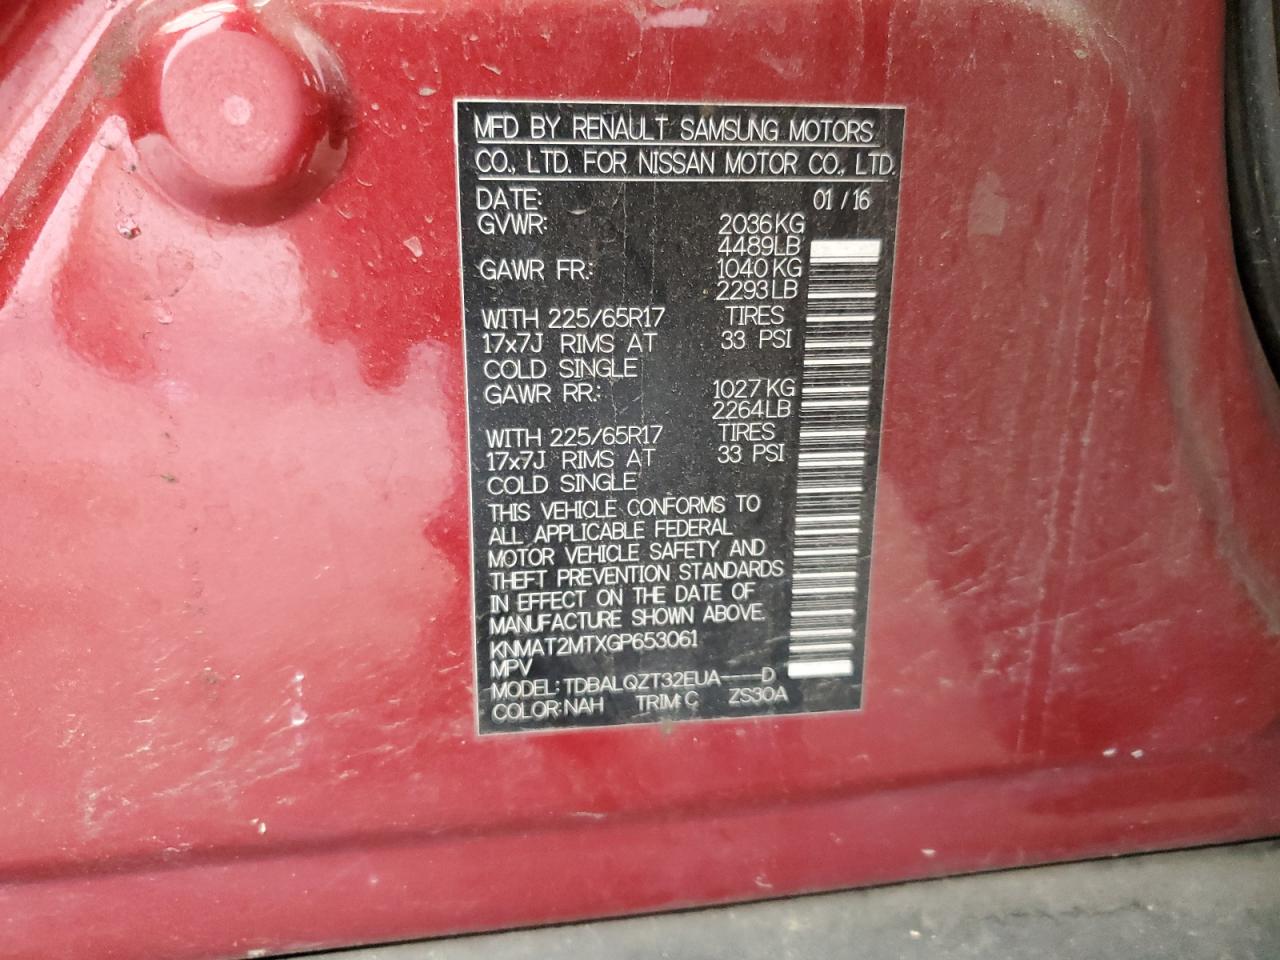 MFD BY RENAULT SAMSUNG MOTORS
CO., LTD. FOR NISSAN MOTOR CO., LTD.
DATE: 01 / 16
GVWR: 2036KG
4489LB
GAWR FR.: 1040KG
2293LB
WITH 225/65R17 TIRES
17x7J RIMS AT 33 PSI
COLD SINGLE
GAWR RR.: 1027KG
2264LB
WITH 225/65R17 TIRES
17x7J RIMS AT 33 PSI
COLD SINGLE
THIS VEHICLE CONFORMS TO
ALL APPLICABLE FEDERAL
MOTOR VEHICLE SAFETY AND
THEFT PREVENTION STANDARDS
IN EFFECT ON THE DATE OF
MANUFACTURE SHOWN ABOVE.
KNMAT2MTXGP653061
MPV
MODEL: TDBALQZT32EUA----D
COLOR: NAH TRIM: C ZS30A